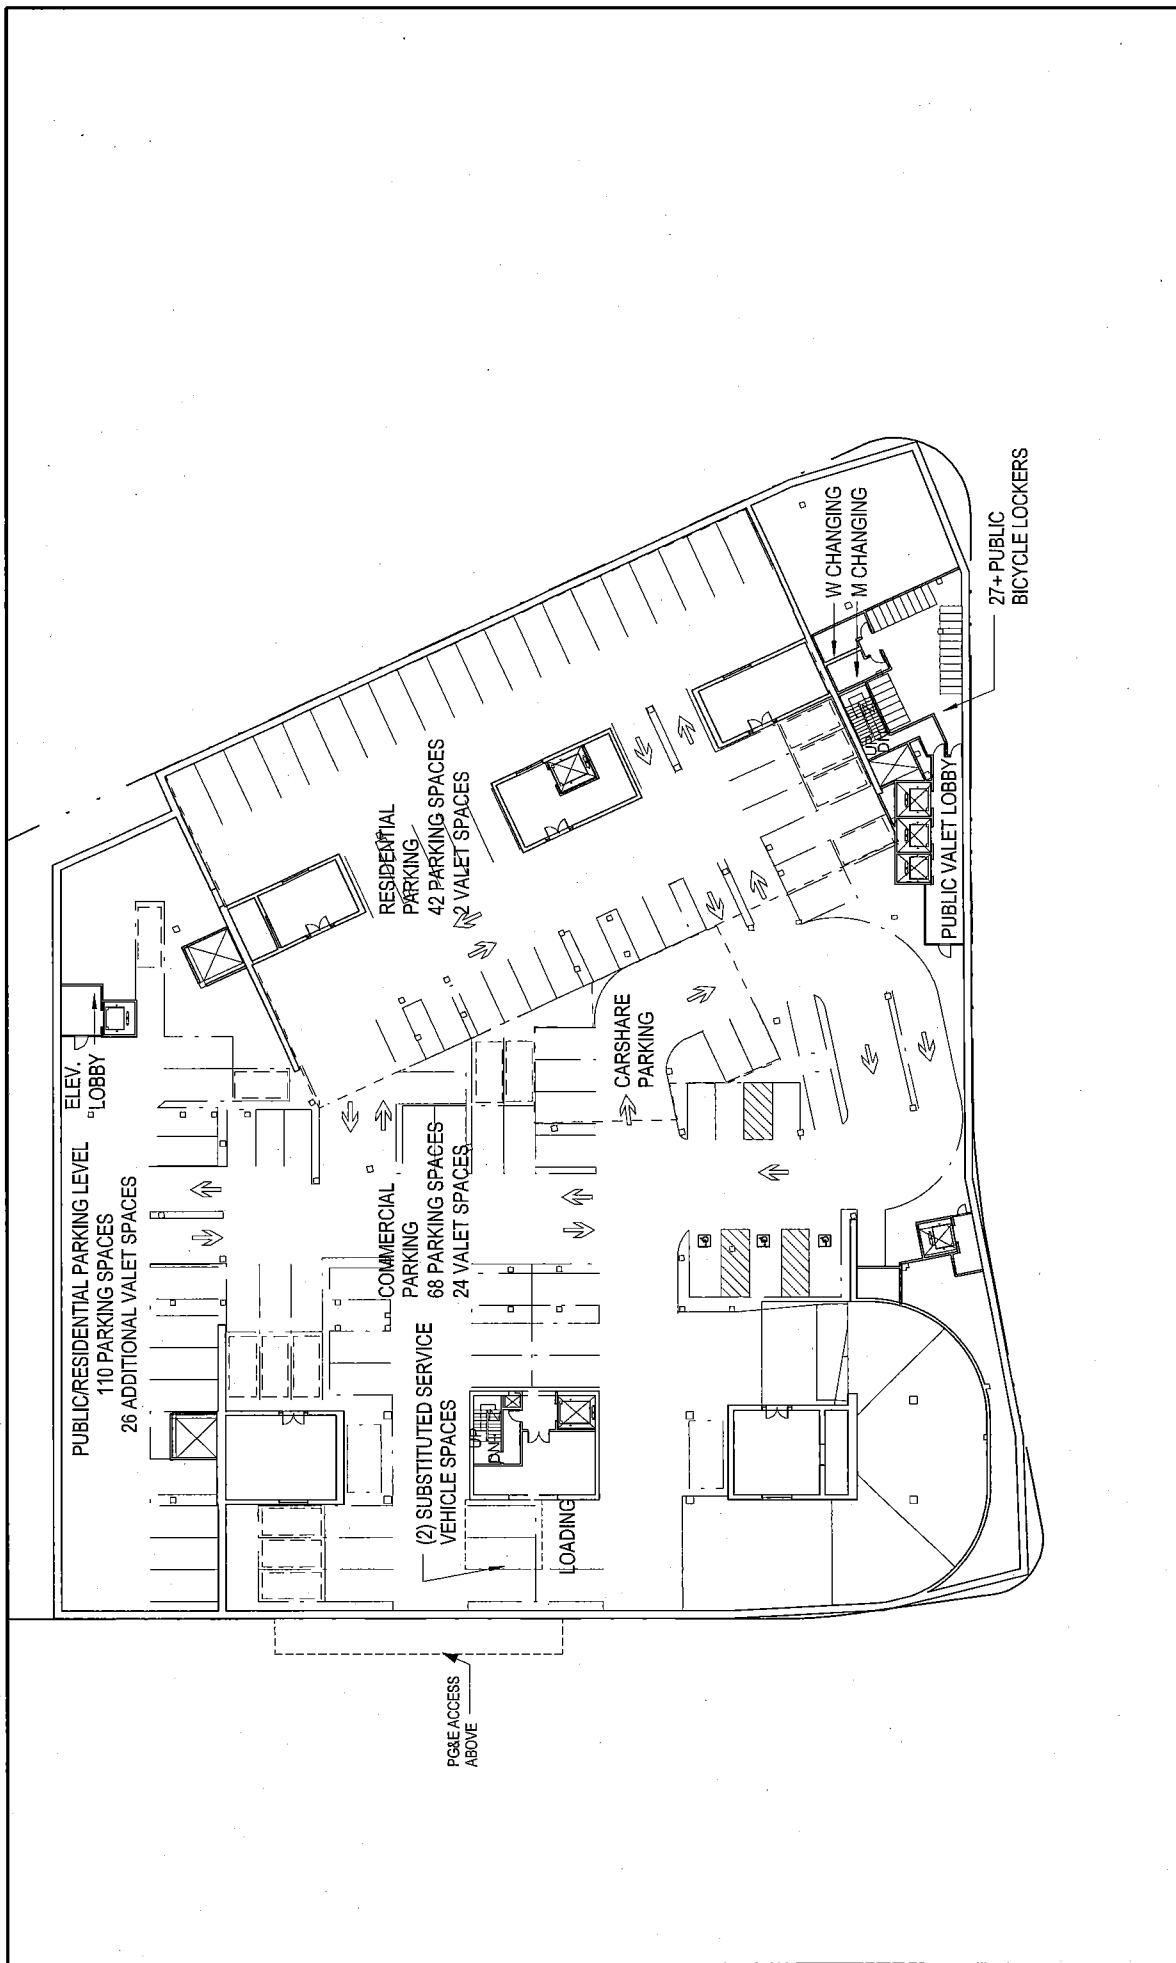 PUBLIC/RESIDENTIAL PARKING LEVEL
110 PARKING SPACES
26 ADDITIONAL VALET SPACES
ELEV.
LOBBY
RESIDENTIAL
PARKING
42 PARKING SPACES
2 VALET SPACES
COMMERCIAL
PARKING
68 PARKING SPACES
24 VALET SPACES
(2) SUBSTITUTED SERVICE
VEHICLE SPACES
UP
DN
LOADING
CARSHARE
PARKING
PG&E ACCESS
ABOVE
W CHANGING
M CHANGING
UP
DN
PUBLIC VALET LOBBY
27+ PUBLIC
BICYCLE LOCKERS